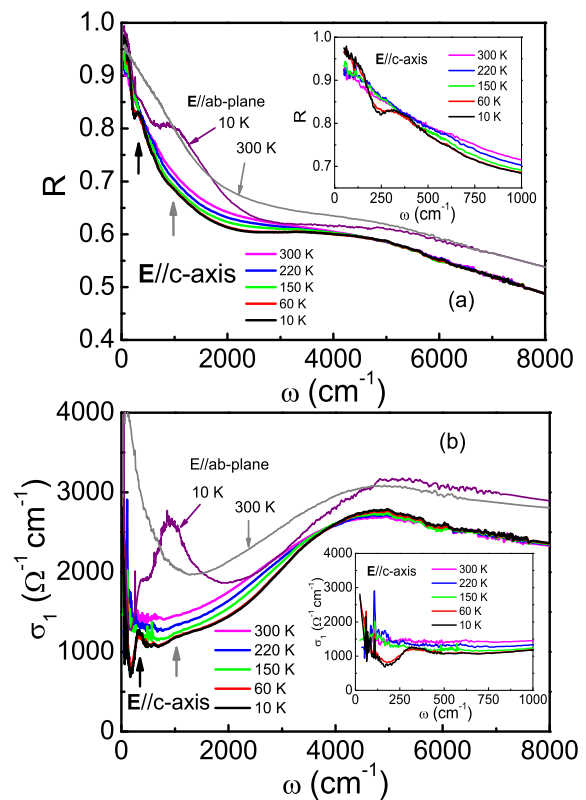 1.0
0.9
0.8
0.7
0.6
0.5
0.4
R
E//ab-plane
10 K
300 K
E//c-axis
300 K
220 K
150 K
60 K
10 K
(a)
0 2000 4000 6000 8000
ω (cm-1)
1.0
0.9
0.8
0.7
R
E//c-axis
300 K
220 K
150 K
60 K
10 K
0 250 500 750 1000
ω (cm-1)
4000
3000
2000
1000
0
σ1 (Ω-1 cm-1)
(b)
E//ab-plane
10 K
300 K
E//c-axis
300 K
220 K
150 K
60 K
10 K
0 2000 4000 6000 8000
ω (cm-1)
4000
3000
2000
1000
0
σ1 (Ω-1 cm-1)
E//c-axis
300 K
220 K
150 K
60 K
10 K
0 250 500 750 1000
ω (cm-1)